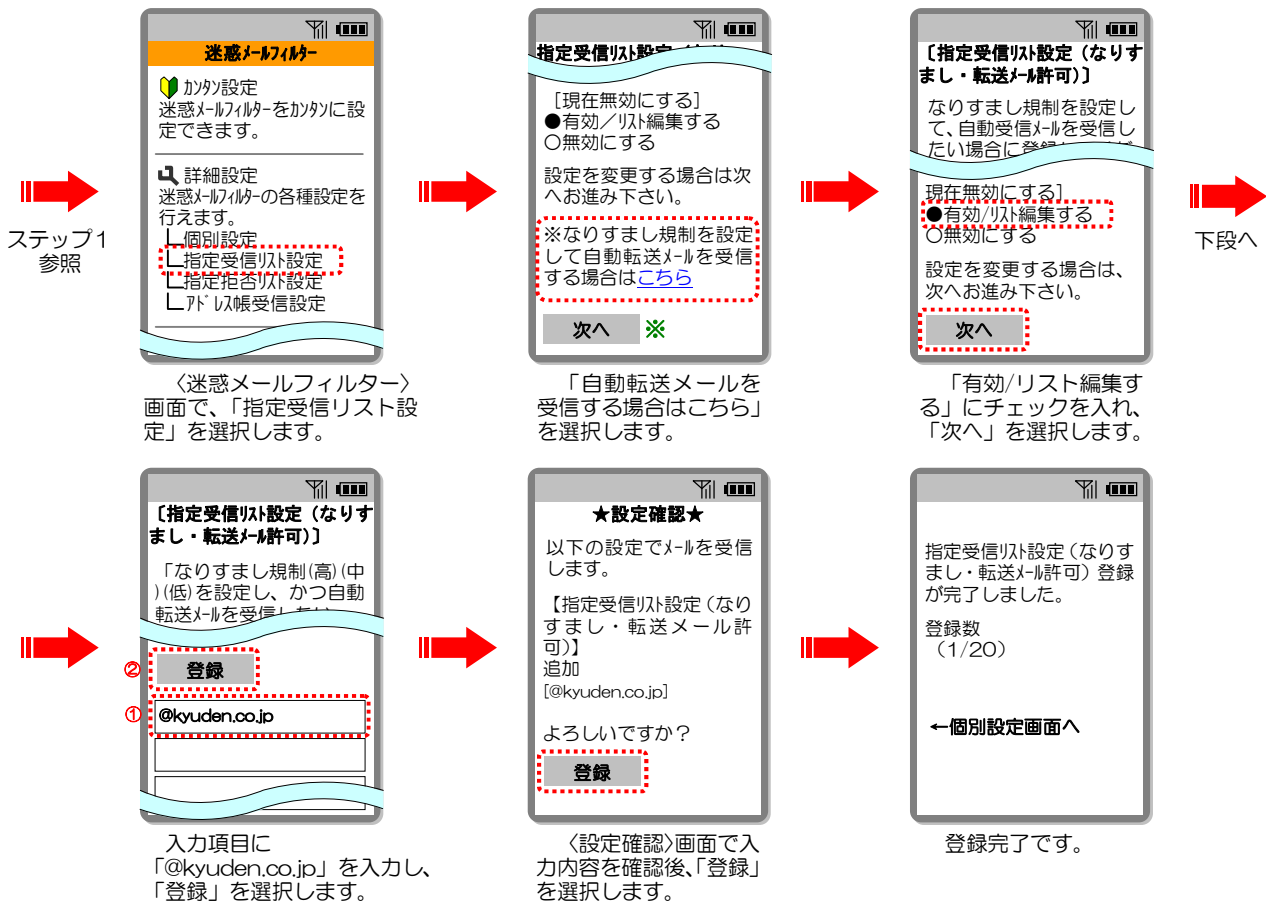 ステップ1
参照
迷惑ﾒｰﾙﾌｨﾙﾀｰ
ｶﾝﾀﾝ設定
迷惑ﾒｰﾙﾌｨﾙﾀｰをｶﾝﾀﾝに設
定できます。
詳細設定
迷惑ﾒｰﾙﾌｨﾙﾀｰの各種設定を
行えます。
個別設定
指定受信ﾘｽﾄ設定
指定拒否ﾘｽﾄ設定
ｱﾄﾞﾚｽ帳受信設定
〈迷惑メールフィルター〉
画面で、「指定受信リスト設
定」を選択します。
指定受信ﾘｽﾄ設定
［現在無効にする］
●有効／ﾘｽﾄ編集する
○無効にする
設定を変更する場合は次
へお進み下さい。
※なりすまし規制を設定
して自動転送ﾒｰﾙを受信
する場合はこちら
次へ ※
「自動転送メールを
受信する場合はこちら」
を選択します。
〔指定受信ﾘｽﾄ設定（なりす
まし・転送ﾒｰﾙ許可）〕
なりすまし規制を設定し
て、自動受信ﾒｰﾙを受信し
たい場合に登録
現在無効にする］
●有効/ﾘｽﾄ編集する
○無効にする
設定を変更する場合は、
次へお進み下さい。
次へ
「有効/リスト編集す
る」にチェックを入れ、
「次へ」を選択します。
下段へ
〔指定受信ﾘｽﾄ設定（なりす
まし・転送ﾒｰﾙ許可）〕
「なりすまし規制(高)(中
)(低)を設定し、かつ自動
転送ﾒｰﾙを受信したい
② 登録
① @kyuden.co.jp
入力項目に
「@kyuden.co.jp」を入力し、
「登録」を選択します。
★設定確認★
以下の設定でﾒｰﾙを受信
します。
【指定受信ﾘｽﾄ設定（なり
すまし・転送メール許
可）】
追加
[@kyuden.co.jp]
よろしいですか？
登録
〈設定確認〉画面で入
力内容を確認後、「登録」
を選択します。
指定受信ﾘｽﾄ設定（なりす
まし・転送ﾒｰﾙ許可）登録
が完了しました。
登録数
（1/20）
←個別設定画面へ
登録完了です。